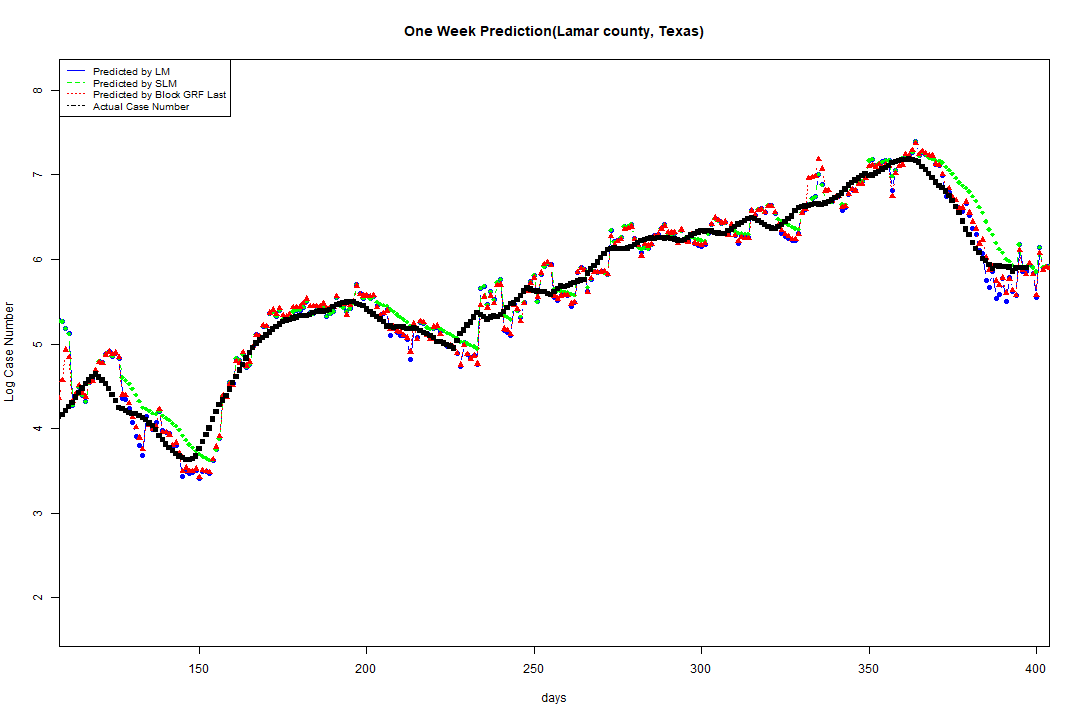 One Week Prediction(Lamar county, Texas)
Predicted by LM
Predicted by SLM
Predicted by Block GRF Last
Actual Case Number
8
7
6
5
4
3
2
Log Case Number
150 200 250 300 350 400
days